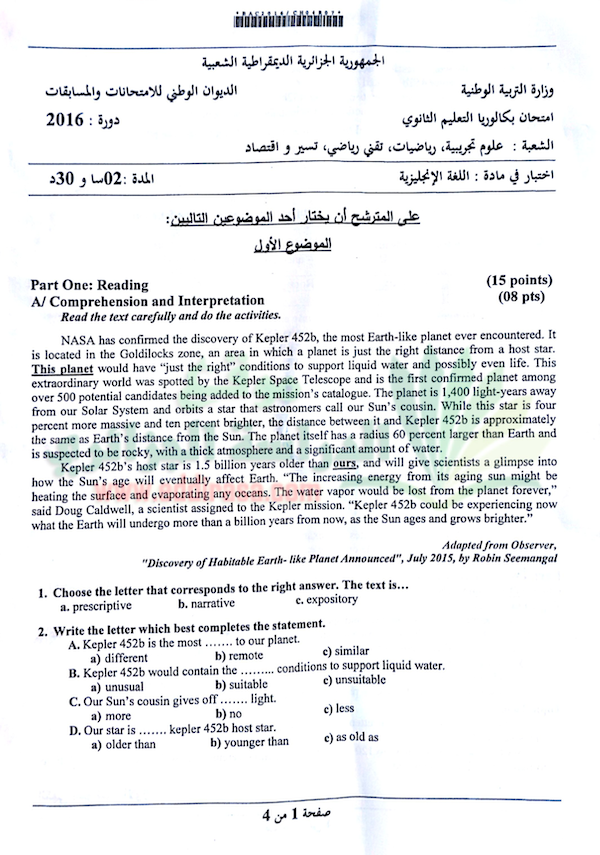 *BAC2016/CH04807*
الجمهورية الجزائرية الديمقراطية الشعبية
وزارة التربية الوطنية الديوان الوطني للامتحانات والمسابقات
امتحان بكالوريا التعليم الثانوي دورة : 2016
الشعبة : علوم تجريبية، رياضيات، تقني رياضي، تسير و اقتصاد
اختبار في مادة : اللغة الإنجليزية المدة :02سا و 30د
على المترشح أن يختار أحد الموضوعين التاليين:
الموضوع الأول
Part One: Reading (15 points)
A/ Comprehension and Interpretation (08 pts)
Read the text carefully and do the activities.
NASA has confirmed the discovery of Kepler 452b, the most Earth-like planet ever encountered. It
is located in the Goldilocks zone, an area in which a planet is just the right distance from a host star.
This planet would have “just the right” conditions to support liquid water and possibly even life. This
extraordinary world was spotted by the Kepler Space Telescope and is the first confirmed planet among
over 500 potential candidates being added to the mission’s catalogue. The planet is 1,400 light-years away
from our Solar System and orbits a star that astronomers call our Sun’s cousin. While this star is four
percent more massive and ten percent brighter, the distance between it and Kepler 452b is approximately
the same as Earth’s distance from the Sun. The planet itself has a radius 60 percent larger than Earth and
is suspected to be rocky, with a thick atmosphere and a significant amount of water.
Kepler 452b’s host star is 1.5 billion years older than ours, and will give scientists a glimpse into
how the Sun’s age will eventually affect Earth. “The increasing energy from its aging sun might be
heating the surface and evaporating any oceans. The water vapor would be lost from the planet forever,”
said Doug Caldwell, a scientist assigned to the Kepler mission. “Kepler 452b could be experiencing now
what the Earth will undergo more than a billion years from now, as the Sun ages and grows brighter.”
Adapted from Observer,
"Discovery of Habitable Earth- like Planet Announced", July 2015, by Robin Seemangal
1. Choose the letter that corresponds to the right answer. The text is…
a. prescriptive b. narrative c. expository
2. Write the letter which best completes the statement.
A. Kepler 452b is the most ……. to our planet.
a) different b) remote c) similar
B. Kepler 452b would contain the ……… conditions to support liquid water.
a) unusual b) suitable c) unsuitable
C. Our Sun’s cousin gives off ……. light.
a) more b) no c) less
D. Our star is ……. kepler 452b host star.
a) older than b) younger than c) as old as
صفحة 1 من 4